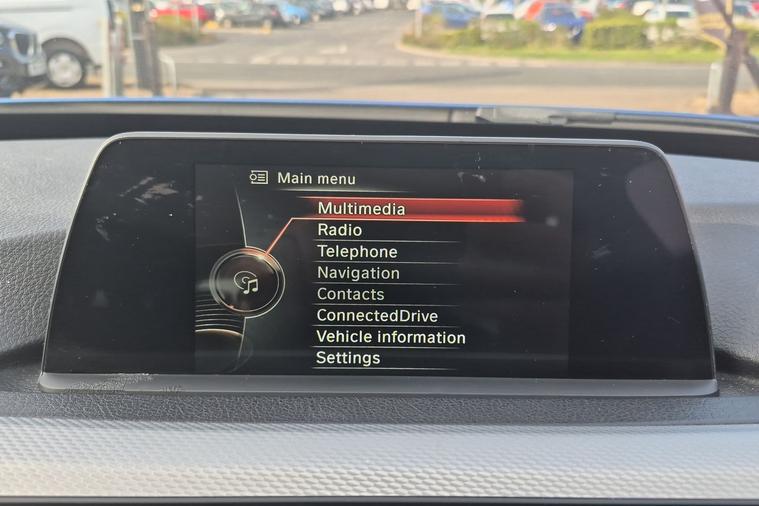 Main menu
Multimedia
Radio
Telephone
Navigation
Contacts
ConnectedDrive
Vehicle information
Settings